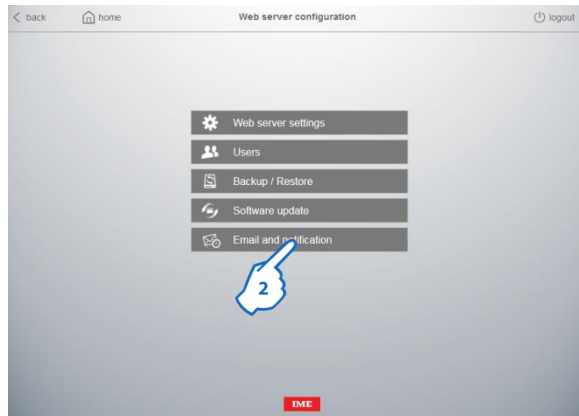 back home Web server configuration logout
Web server settings
Users
Backup / Restore
Software update
Email and notification
2
IME